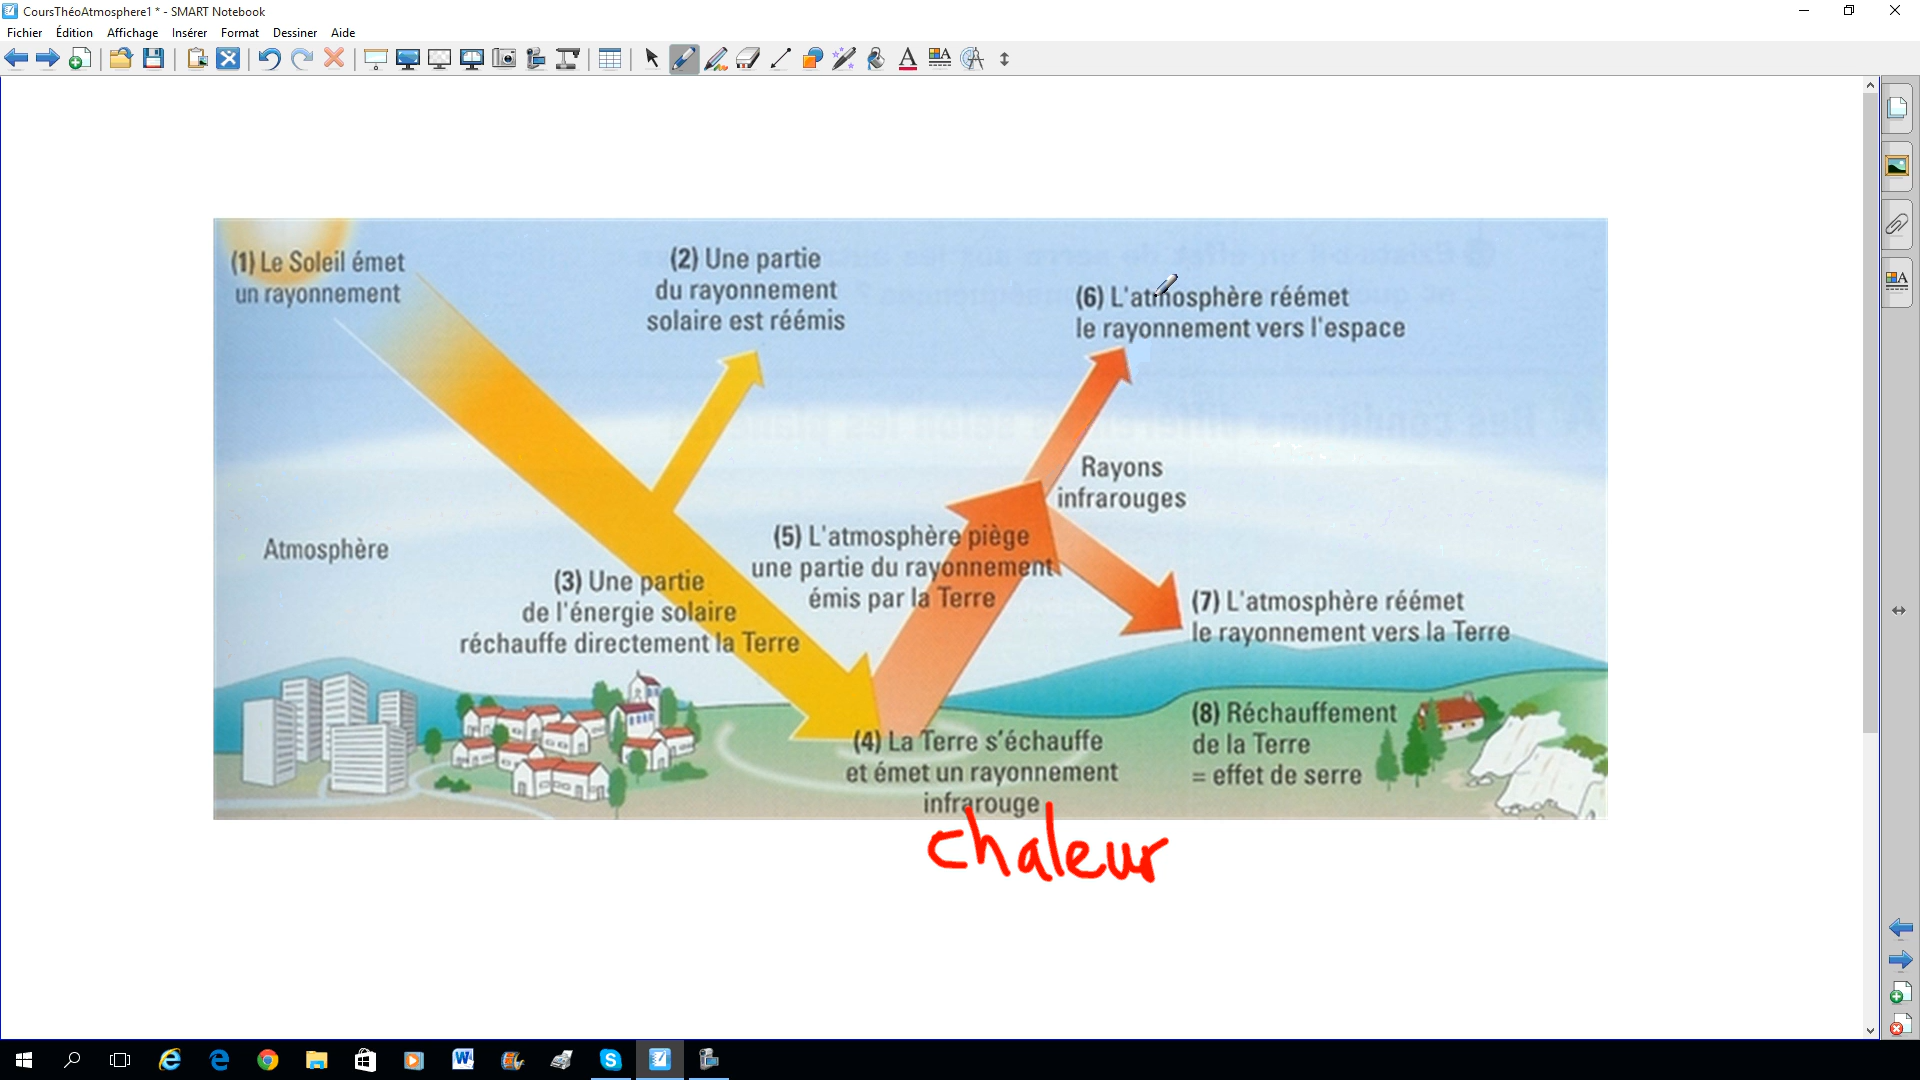 CoursThéoAtmosphere1 * - SMART Notebook
Fichier Édition Affichage Insérer Format Dessiner Aide
(1) Le Soleil émet
un rayonnement
(2) Une partie
du rayonnement
solaire est réémis
(6) L'atmosphère réémet
le rayonnement vers l'espace
Rayons
infrarouges
Atmosphère
(5) L'atmosphère piège
une partie du rayonnement
émis par la Terre
(3) Une partie
de l'énergie solaire
réchauffe directement la Terre
(7) L'atmosphère réémet
le rayonnement vers la Terre
(4) La Terre s'échauffe
et émet un rayonnement
infrarouge
(8) Réchauffement
de la Terre
= effet de serre
chaleur